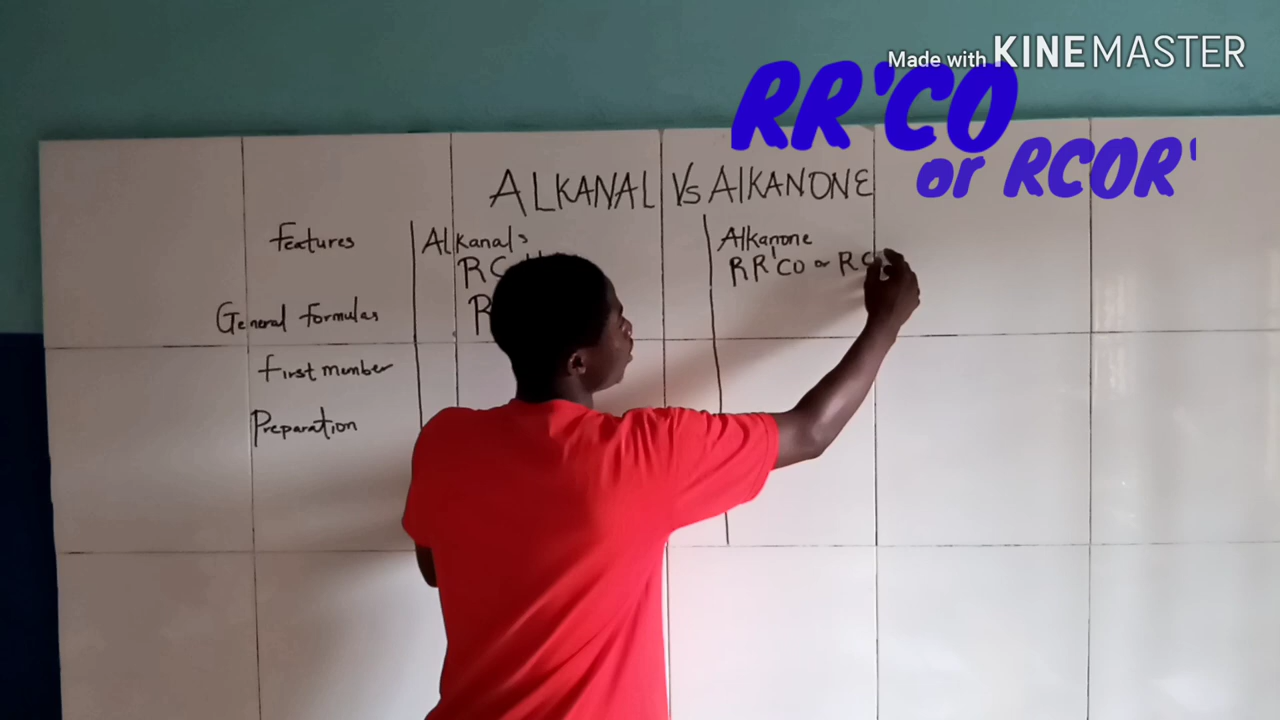 Made with KINEMASTER
RR'CO
or RCOR'
ALKANAL Vs AlKANONE
Features
Alkanals
Alkanone
RR'CO or RC
General formulas
R
First member
Preparation